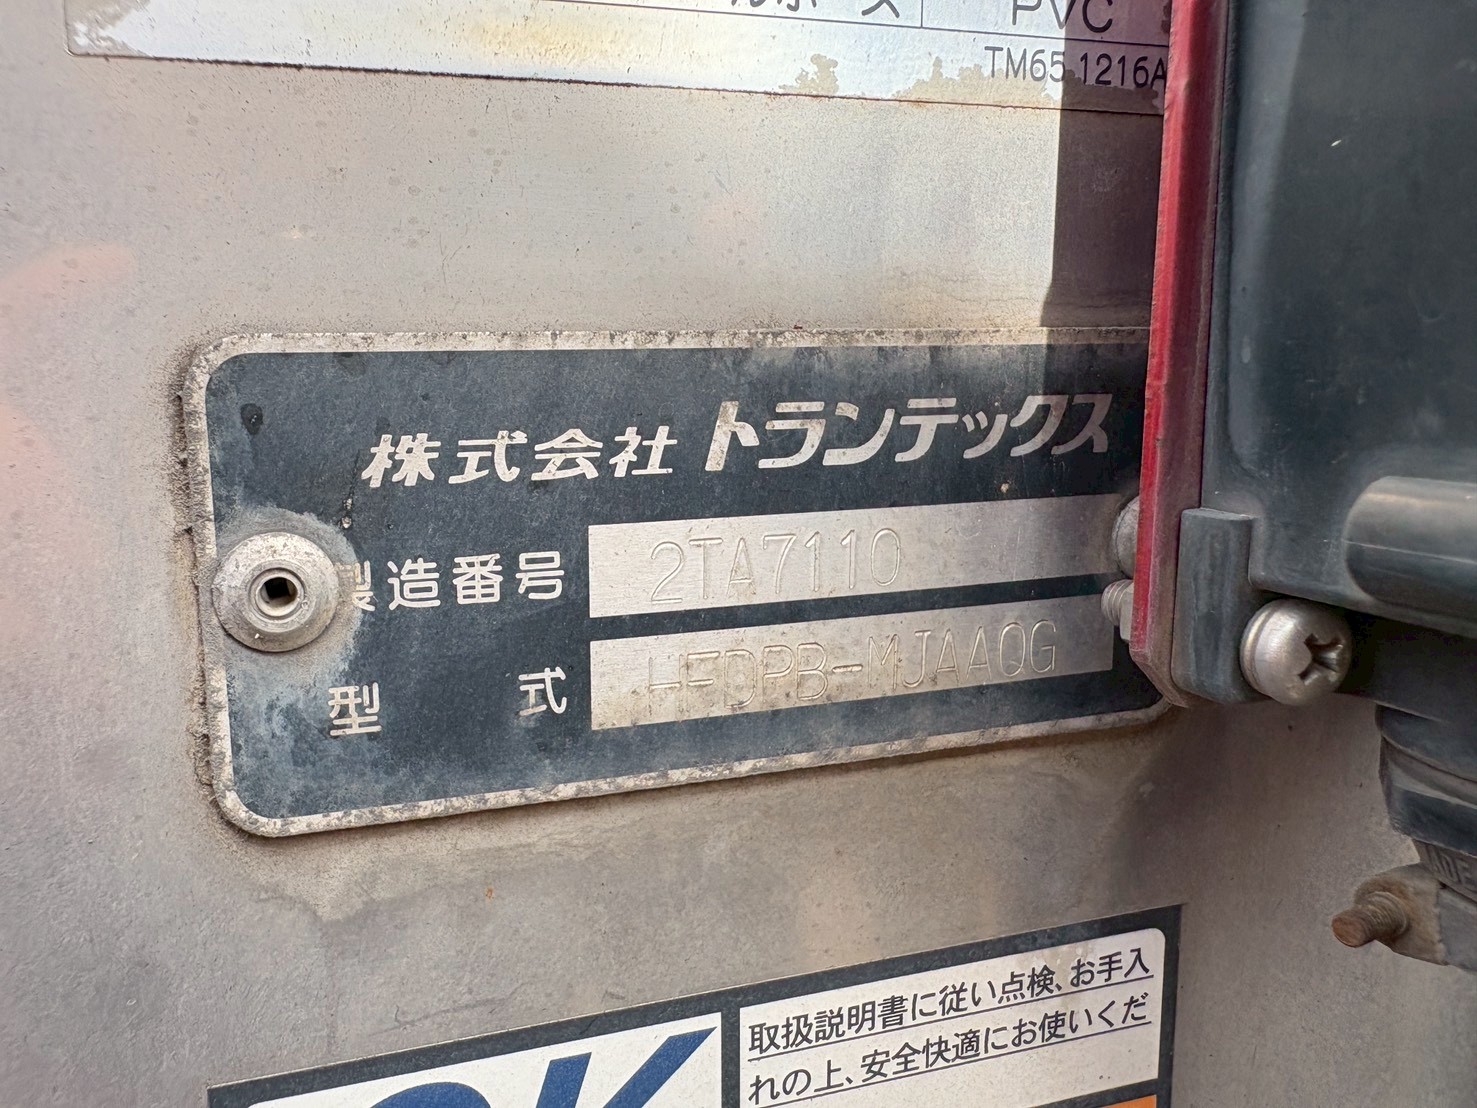 PVC
TM65 1216A
株式会社 トランテックス
製造番号 2TA7110
型式 HFDPB-MJAAQG
取扱説明書に従い点検、お手入
れの上、安全快適にお使いくだ
OK